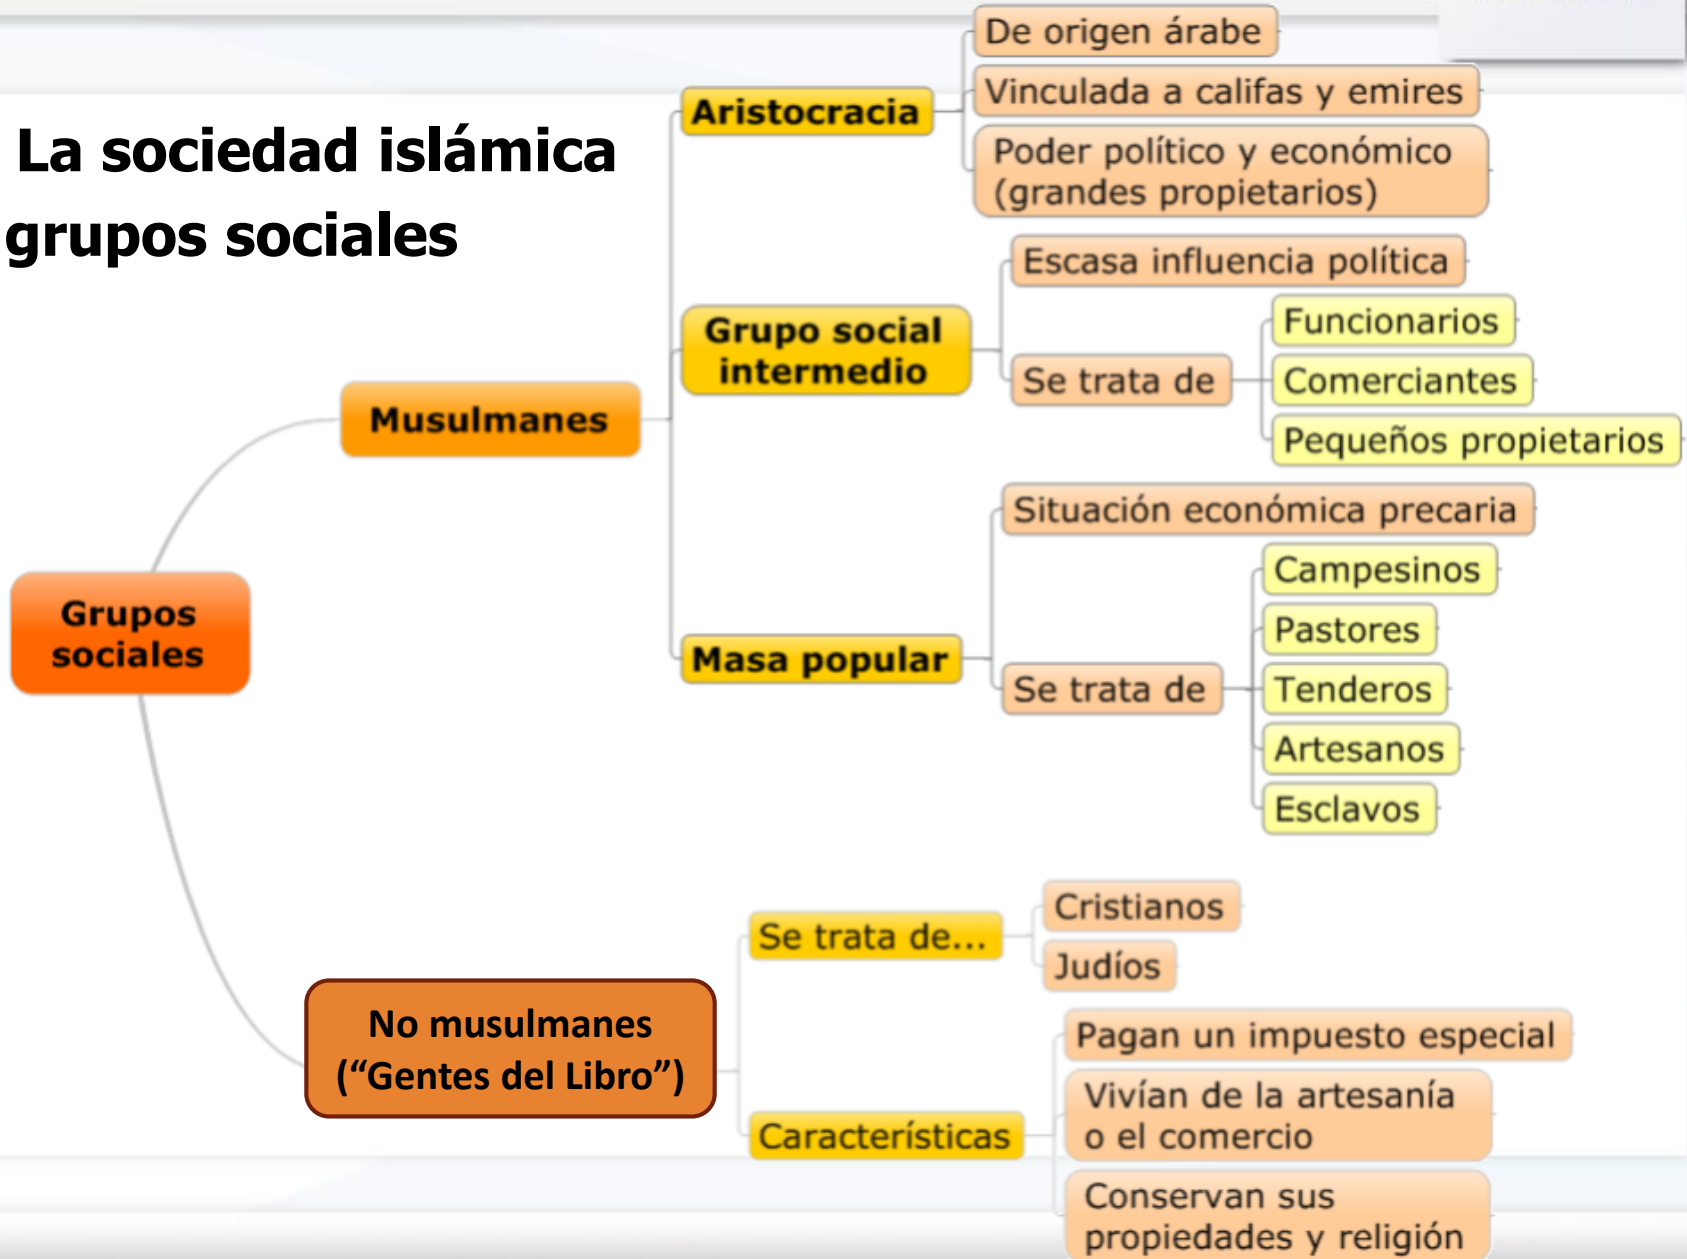 La sociedad islámica
grupos sociales
Grupos
sociales
Musulmanes
Aristocracia
De origen árabe
Vinculada a califas y emires
Poder político y económico
(grandes propietarios)
Grupo social
intermedio
Escasa influencia política
Se trata de
Funcionarios
Comerciantes
Pequeños propietarios
Masa popular
Situación económica precaria
Se trata de
Campesinos
Pastores
Tenderos
Artesanos
Esclavos
No musulmanes
(“Gentes del Libro”)
Se trata de...
Cristianos
Judíos
Características
Pagan un impuesto especial
Vivían de la artesanía
o el comercio
Conservan sus
propiedades y religión